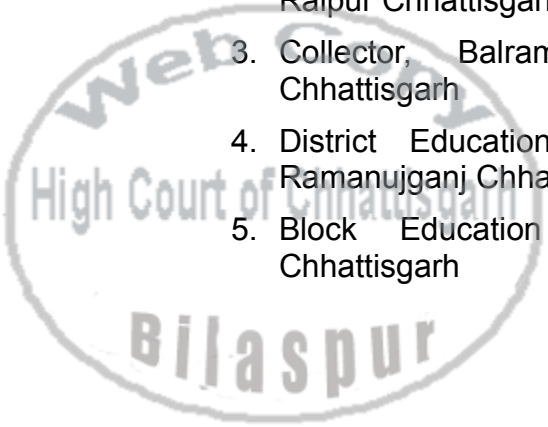 Raipur Chhattisgarh
3. Collector, Balram
Chhattisgarh
4. District Education
Ramanujganj Chha
5. Block Education
Chhattisgarh
Web Copy
High Court of Chhattisgarh
Bilaspur